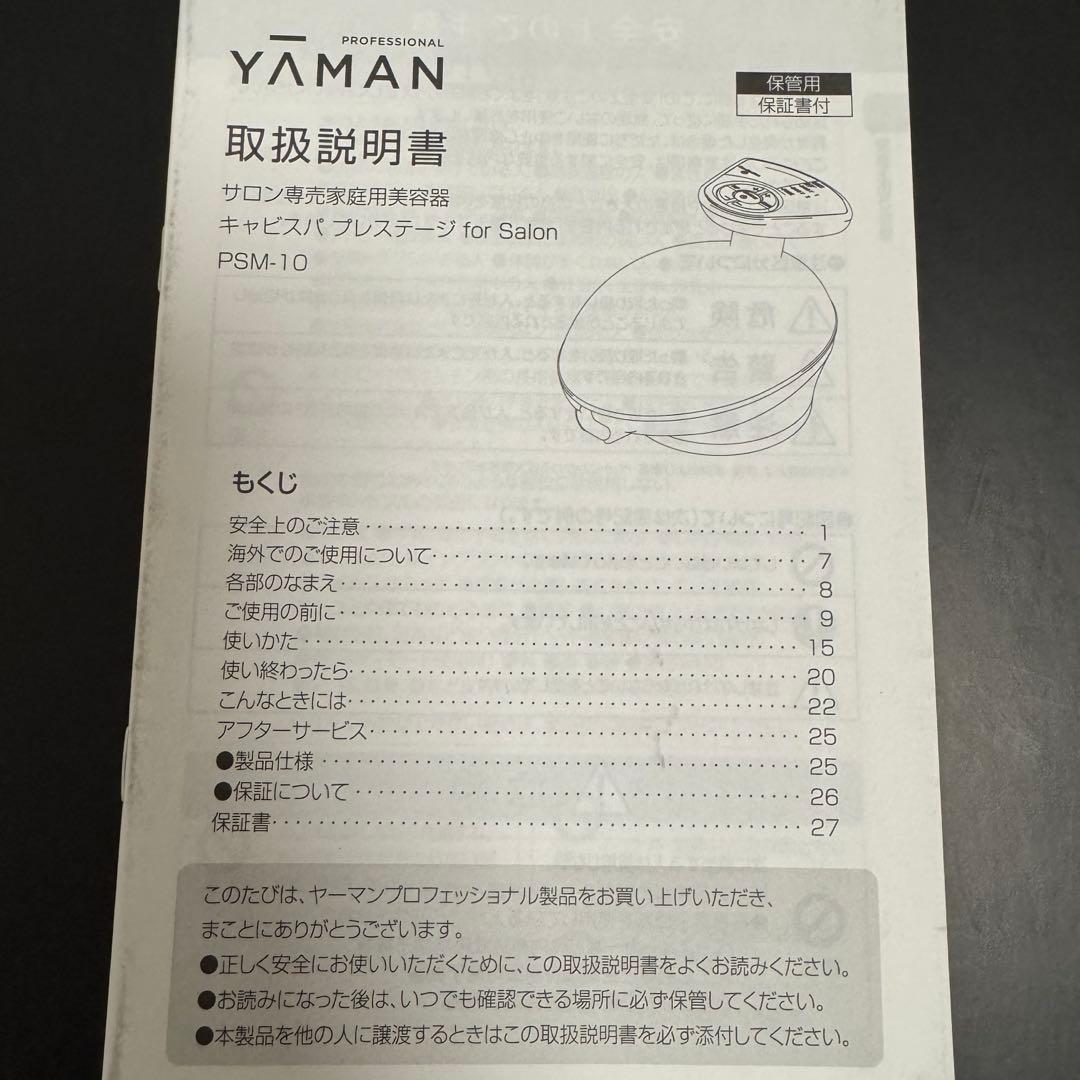 PROFESSIONAL
YĀMAN
保管用
保証書付
取扱説明書
サロン専売家庭用美容器
キャビスパ プレステージ for Salon
PSM-10
もくじ
安全上のご注意 1
海外でのご使用について 7
各部のなまえ 8
ご使用の前に 9
使いかた 15
使い終わったら 20
こんなときには 22
アフターサービス 25
●製品仕様 25
●保証について 26
保証書 27
このたびは、ヤーマンプロフェッショナル製品をお買い上げいただき、
まことにありがとうございます。
●正しく安全にお使いいただくために、この取扱説明書をよくお読みください。
●お読みになった後は、いつでも確認できる場所に必ず保管してください。
●本製品を他の人に譲渡するときはこの取扱説明書を必ず添付してください。